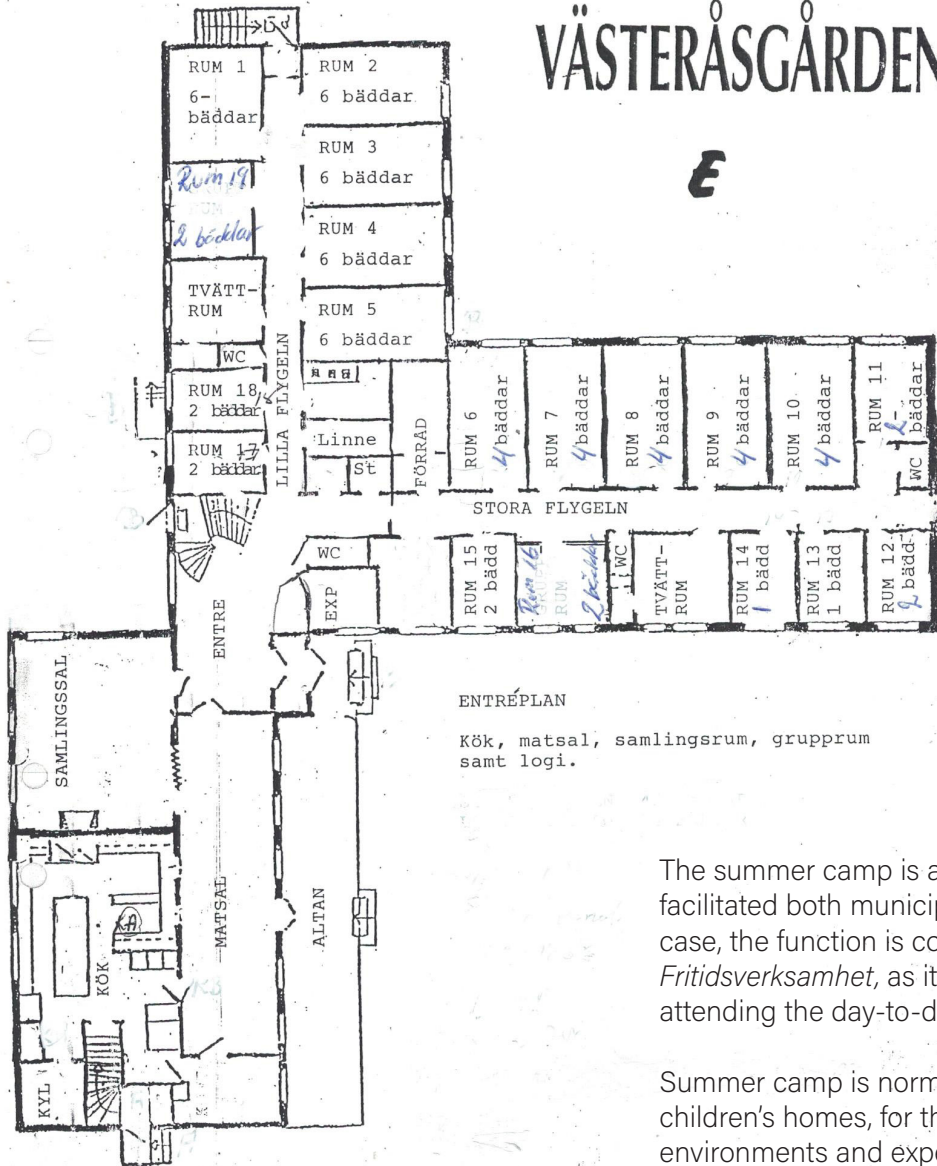 VÄSTERÅSGÅRDEN
E
RUM 1
6-
bäddar
RUM 2
6 bäddar
RUM 3
6 bäddar
Rum 19
RUM
2 bäddar
RUM 4
6 bäddar
TVÄTT-
RUM
RUM 5
6 bäddar
WC
LILLA FLYGELN
RUM 18
2 bäddar
RUM 17
2 bäddar
Linne
St
FÖRRÅD
RUM 6
4 bäddar
RUM 7
4 bäddar
RUM 8
4 bäddar
RUM 9
4 bäddar
RUM 10
4 bäddar
RUM 11
2-
bäddar
WC
STORA FLYGELN
WC
EXP
ENTRE
RUM 15
2 bädd
Rum 16
RUM
2 bäddar
WC
TVÄTT-
RUM
RUM 14
1 bädd
RUM 13
1 bädd
RUM 12
2 bädd
SAMLINGSSAL
ENTRÉPLAN
Kök, matsal, samlingsrum, grupprum
samt logi.
MATSAL
ALTAN
KÖK
KA
KYL
K
The summer camp is a
facilitated both municip
case, the function is co
Fritidsverksamhet, as it
attending the day-to-d
Summer camp is norm
children's homes, for th
environments and expe